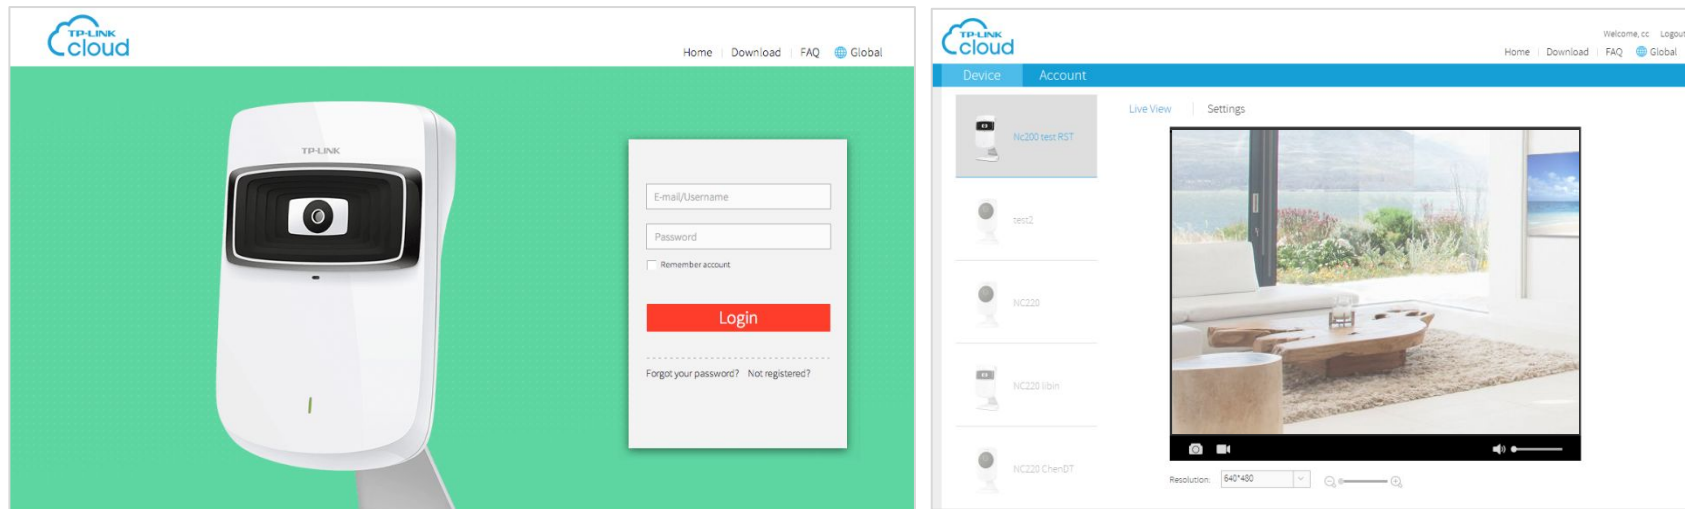 TP-LINK
cloud
Home | Download | FAQ Global
TP-LINK
E-mail/Username
Password
Remember account
Login
Forgot your password? Not registered?
TP-LINK
cloud
Welcome, cc Logout
Home | Download | FAQ Global
Device Account
Nc200 test RST
test2
NC220
NC220 libin
NC220 ChenDT
Live View | Settings
Resolution: 640*480